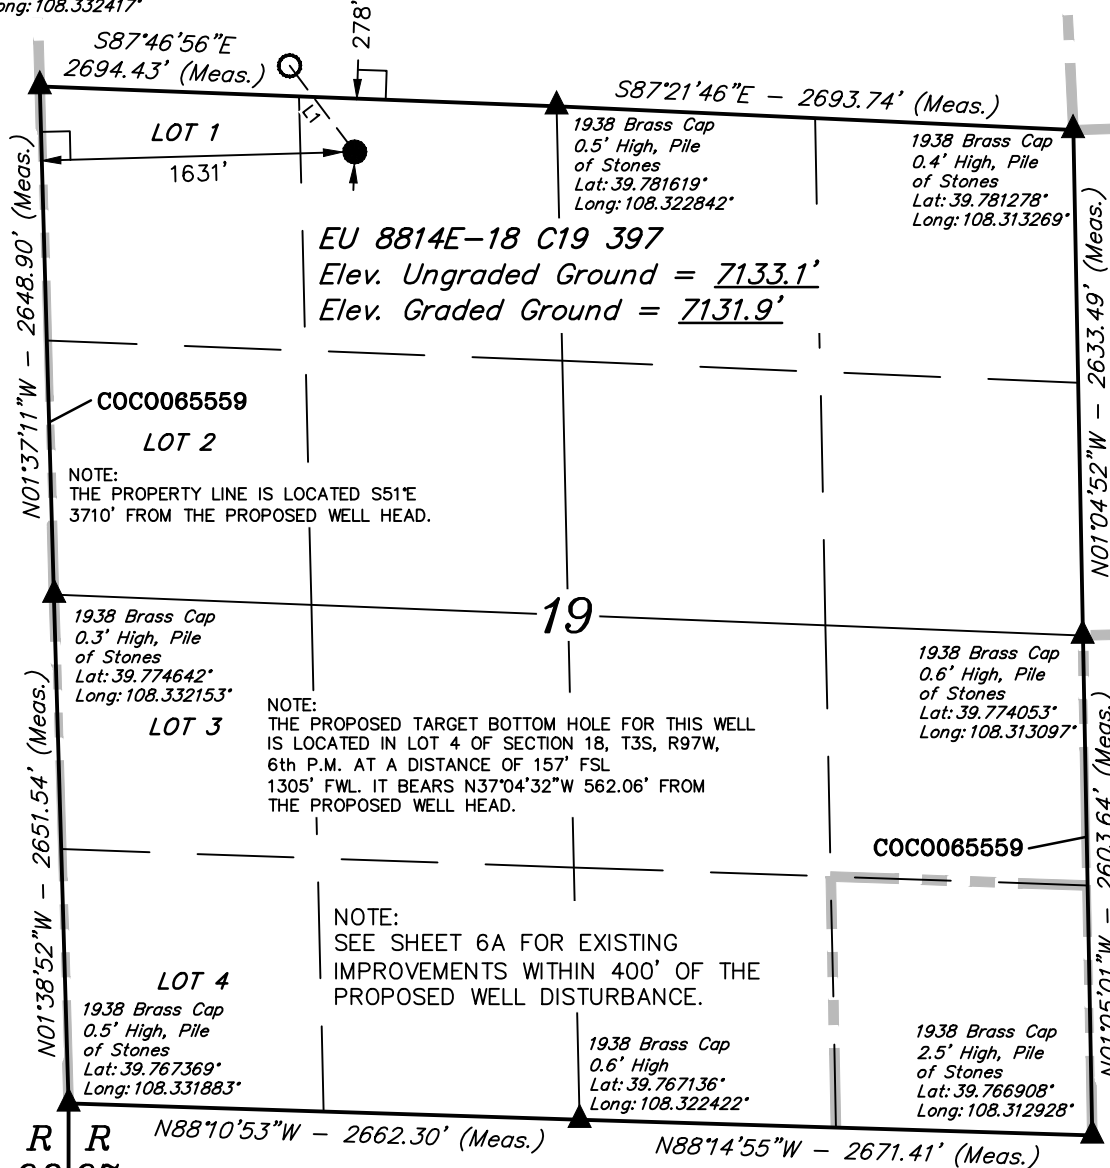 ong: 108.332417°
S87°46'56"E
2694.43' (Meas.)
278'
S87°21'46"E - 2693.74' (Meas.)
L1
LOT 1
1631'
1938 Brass Cap
0.5' High, Pile
of Stones
Lat: 39.781619°
Long: 108.322842°
1938 Brass Cap
0.4' High, Pile
of Stones
Lat: 39.781278°
Long: 108.313269°
N01°37'11"W - 2648.90' (Meas.)
EU 8814E-18 C19 397
Elev. Ungraded Ground = 7133.1'
Elev. Graded Ground = 7131.9'
N01°04'52"W - 2633.49' (Meas.)
COC0065559
LOT 2
NOTE:
THE PROPERTY LINE IS LOCATED S51°E
3710' FROM THE PROPOSED WELL HEAD.
19
1938 Brass Cap
0.3' High, Pile
of Stones
Lat: 39.774642°
Long: 108.332153°
1938 Brass Cap
0.6' High, Pile
of Stones
Lat: 39.774053°
Long: 108.313097°
LOT 3
NOTE:
THE PROPOSED TARGET BOTTOM HOLE FOR THIS WELL
IS LOCATED IN LOT 4 OF SECTION 18, T3S, R97W,
6th P.M. AT A DISTANCE OF 157' FSL
1305' FWL. IT BEARS N37°04'32"W 562.06' FROM
THE PROPOSED WELL HEAD.
N01°38'52"W - 2651.54' (Meas.)
COC0065559
N01°05'01"W - 2603.64' (Meas.)
NOTE:
SEE SHEET 6A FOR EXISTING
IMPROVEMENTS WITHIN 400' OF THE
PROPOSED WELL DISTURBANCE.
LOT 4
1938 Brass Cap
0.5' High, Pile
of Stones
Lat: 39.767369°
Long: 108.331883°
1938 Brass Cap
0.6' High
Lat: 39.767136°
Long: 108.322422°
1938 Brass Cap
2.5' High, Pile
of Stones
Lat: 39.766908°
Long: 108.312928°
R R
N88°10'53"W - 2662.30' (Meas.)
N88°14'55"W - 2671.41' (Meas.)